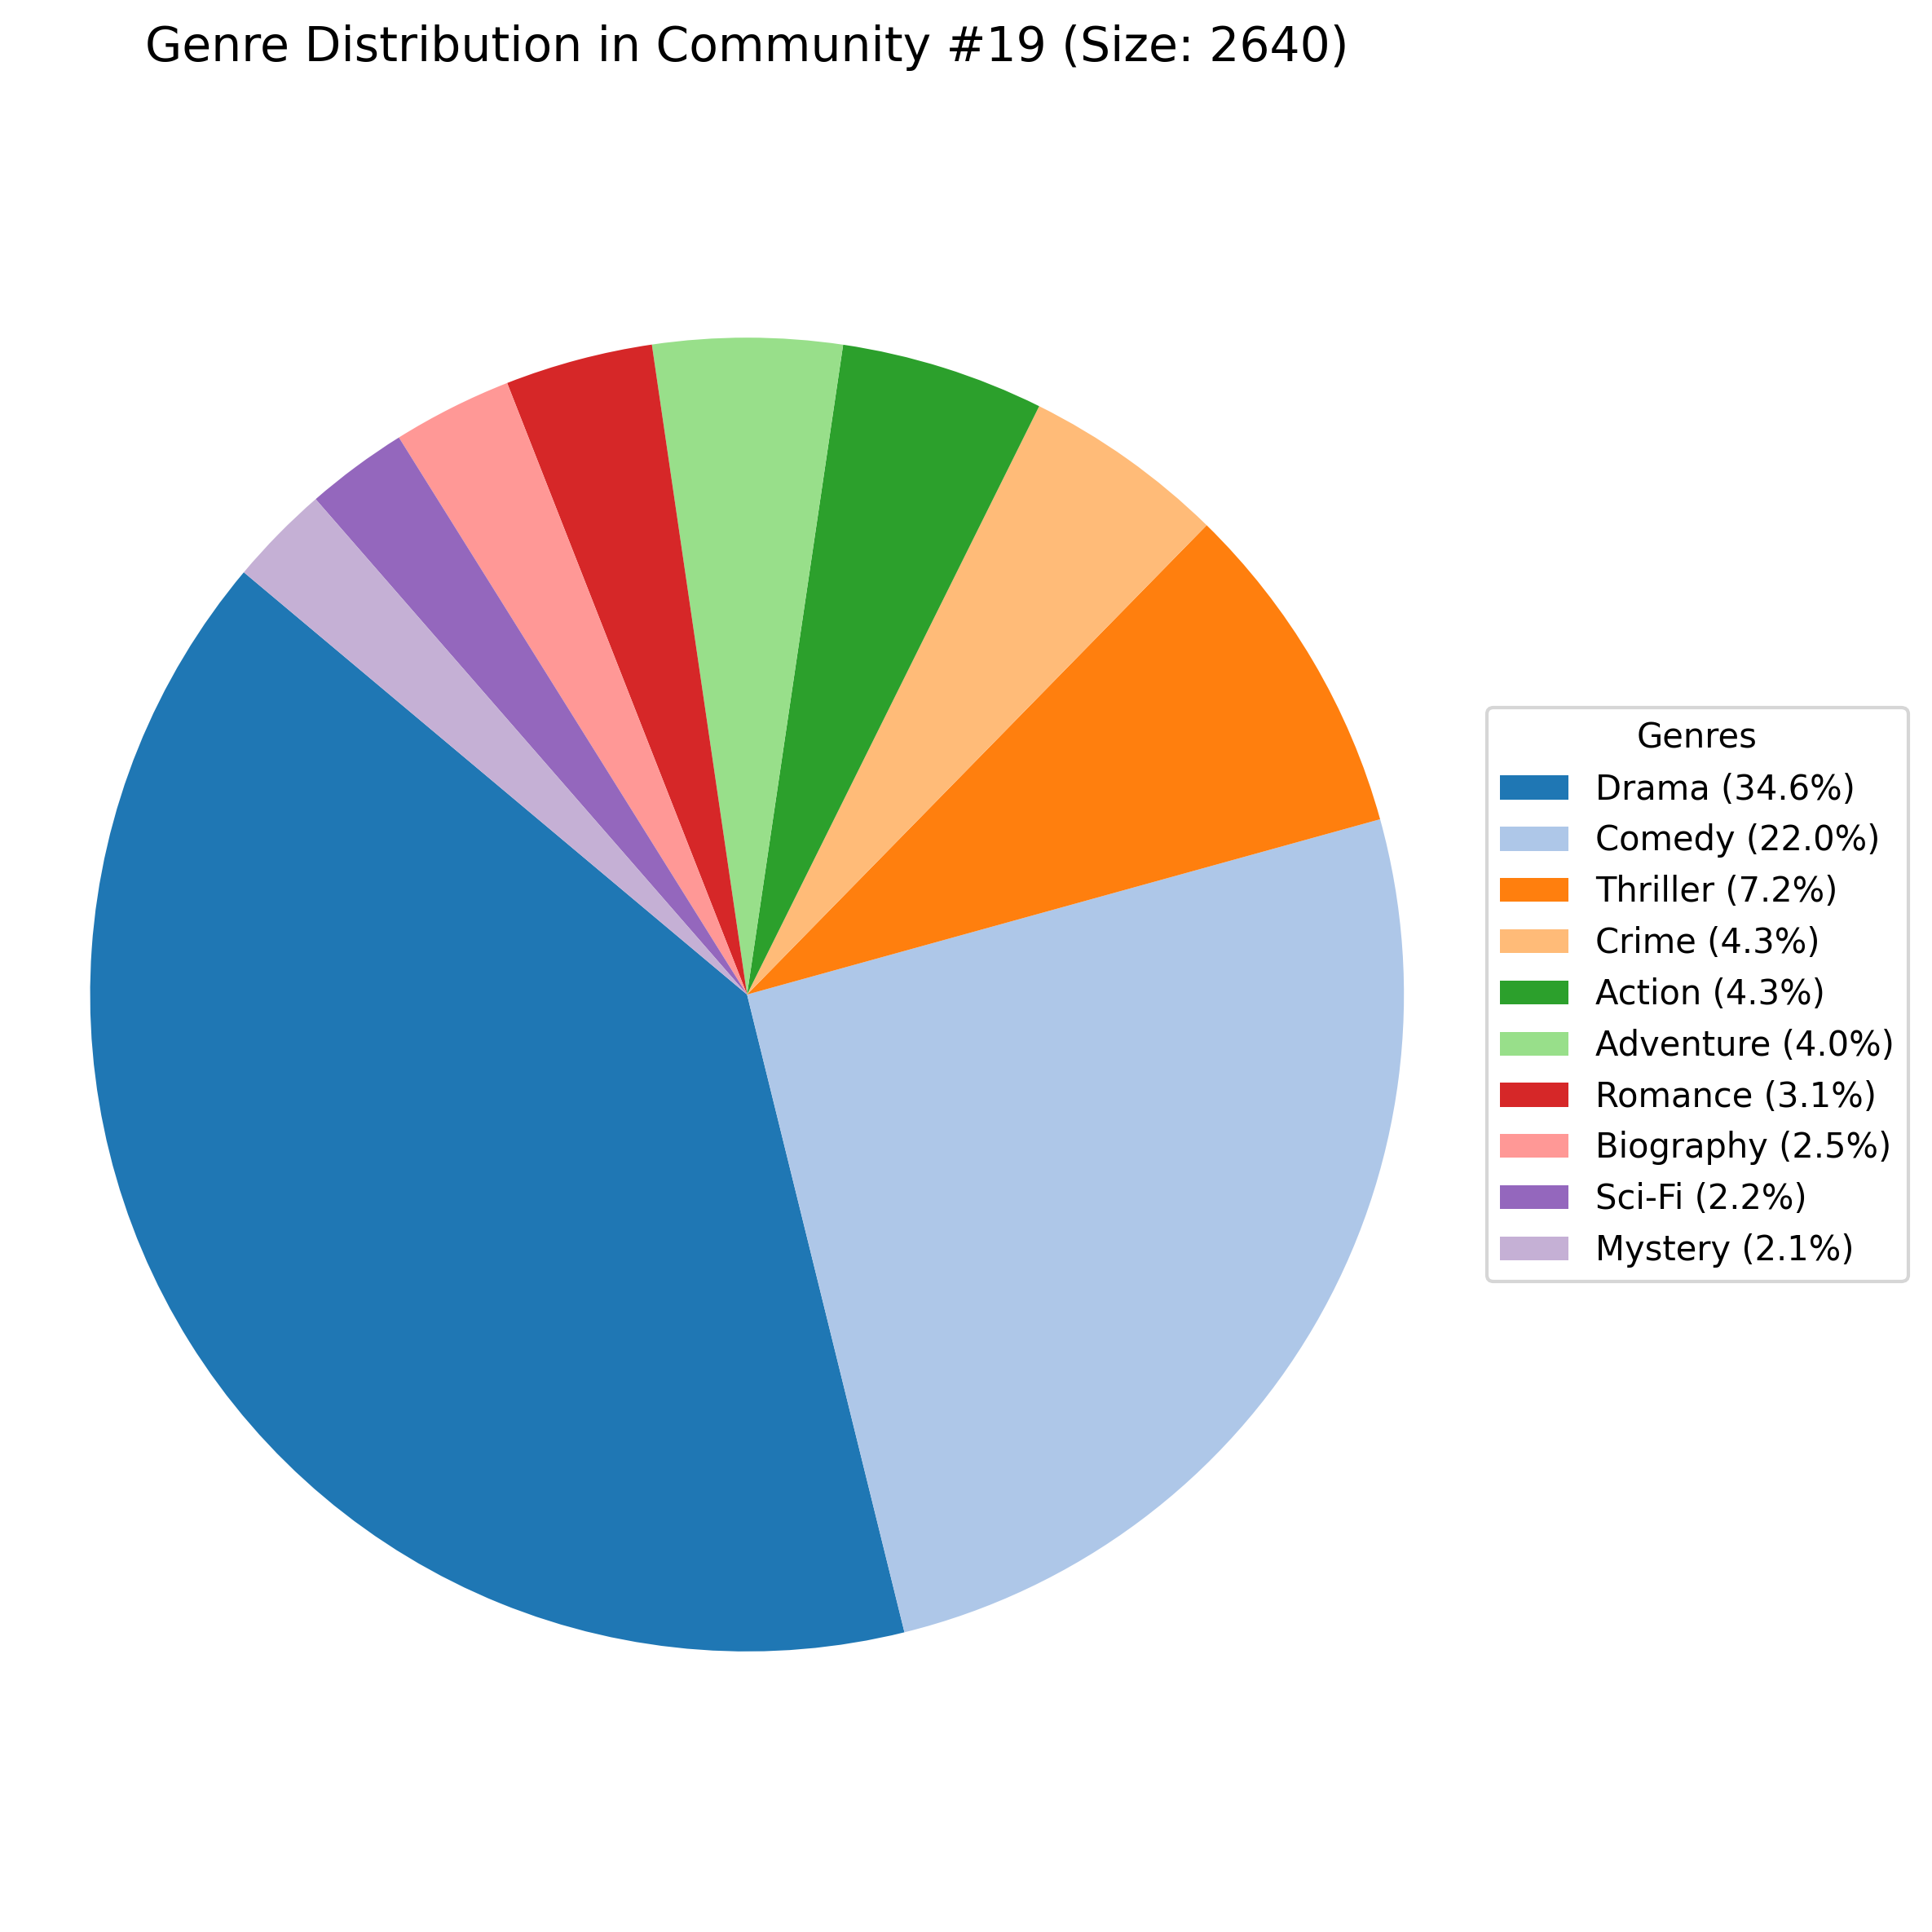 Genre Distribution in Community #19 (Size: 2640)
Genres
Drama (34.6%)
Comedy (22.0%)
Thriller (7.2%)
Crime (4.3%)
Action (4.3%)
Adventure (4.0%)
Romance (3.1%)
Biography (2.5%)
Sci-Fi (2.2%)
Mystery (2.1%)